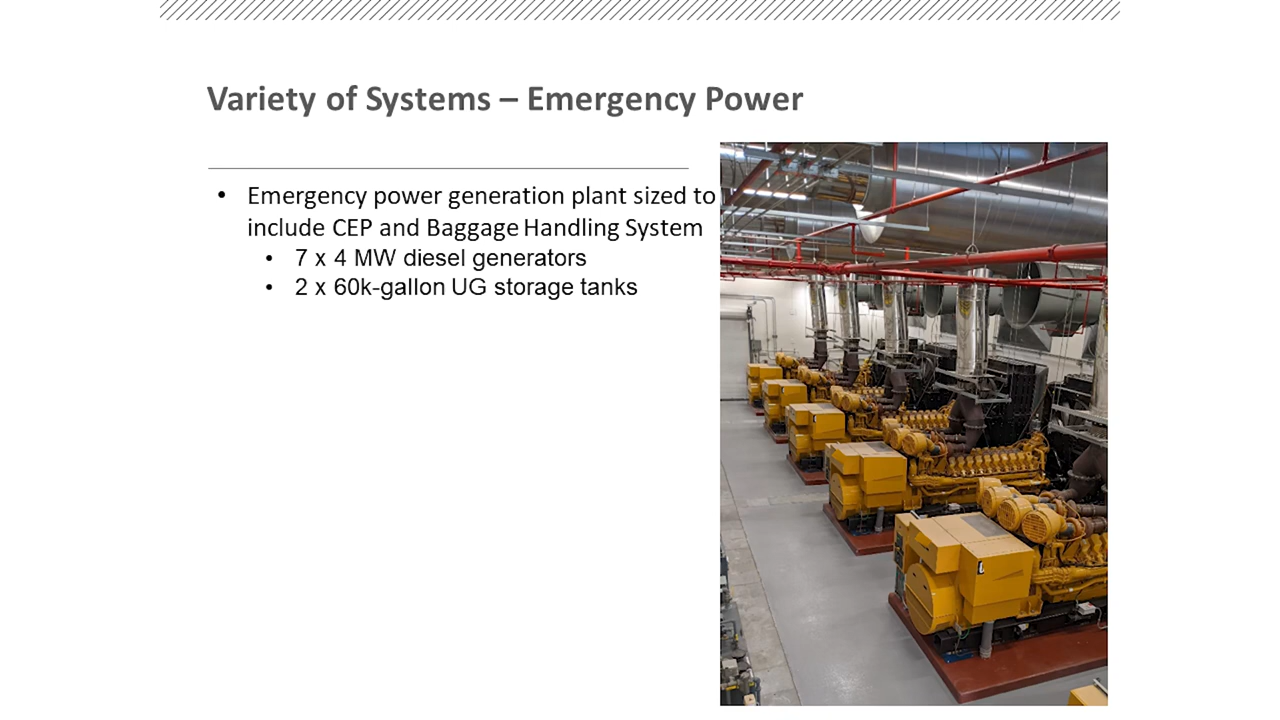 Variety of Systems – Emergency Power
• Emergency power generation plant sized to
include CEP and Baggage Handling System
• 7 x 4 MW diesel generators
• 2 x 60k-gallon UG storage tanks